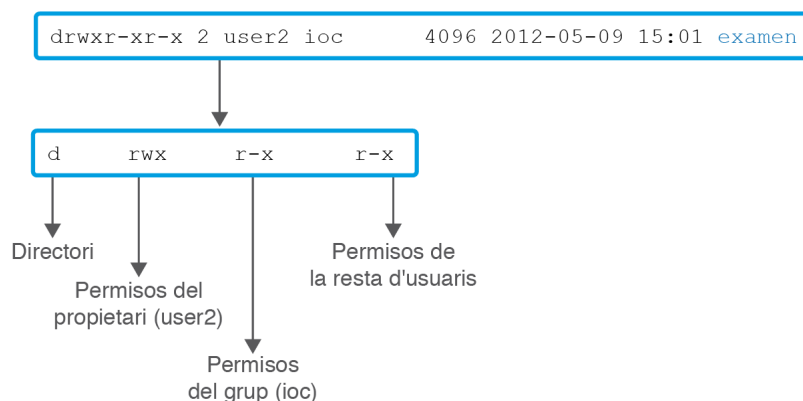 drwxr-xr-x 2 user2 ioc 4096 2012-05-09 15:01 examen
d rwx r-x r-x
Directori
Permisos del
propietari (user2)
Permisos
del grup (ioc)
Permisos de
la resta d'usuaris